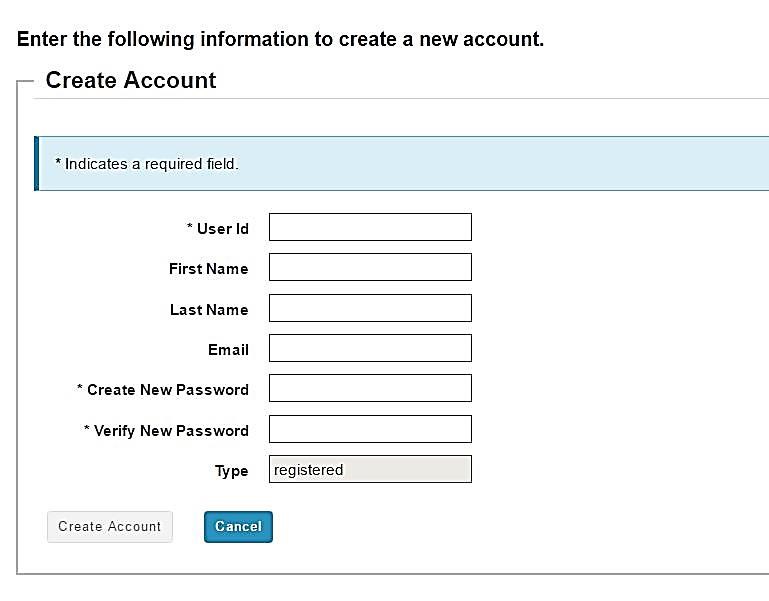 Enter the following information to create a new account.
Create Account
* Indicates a required field.
* User Id
First Name
Last Name
Email
* Create New Password
* Verify New Password
Type registered
Create Account Cancel